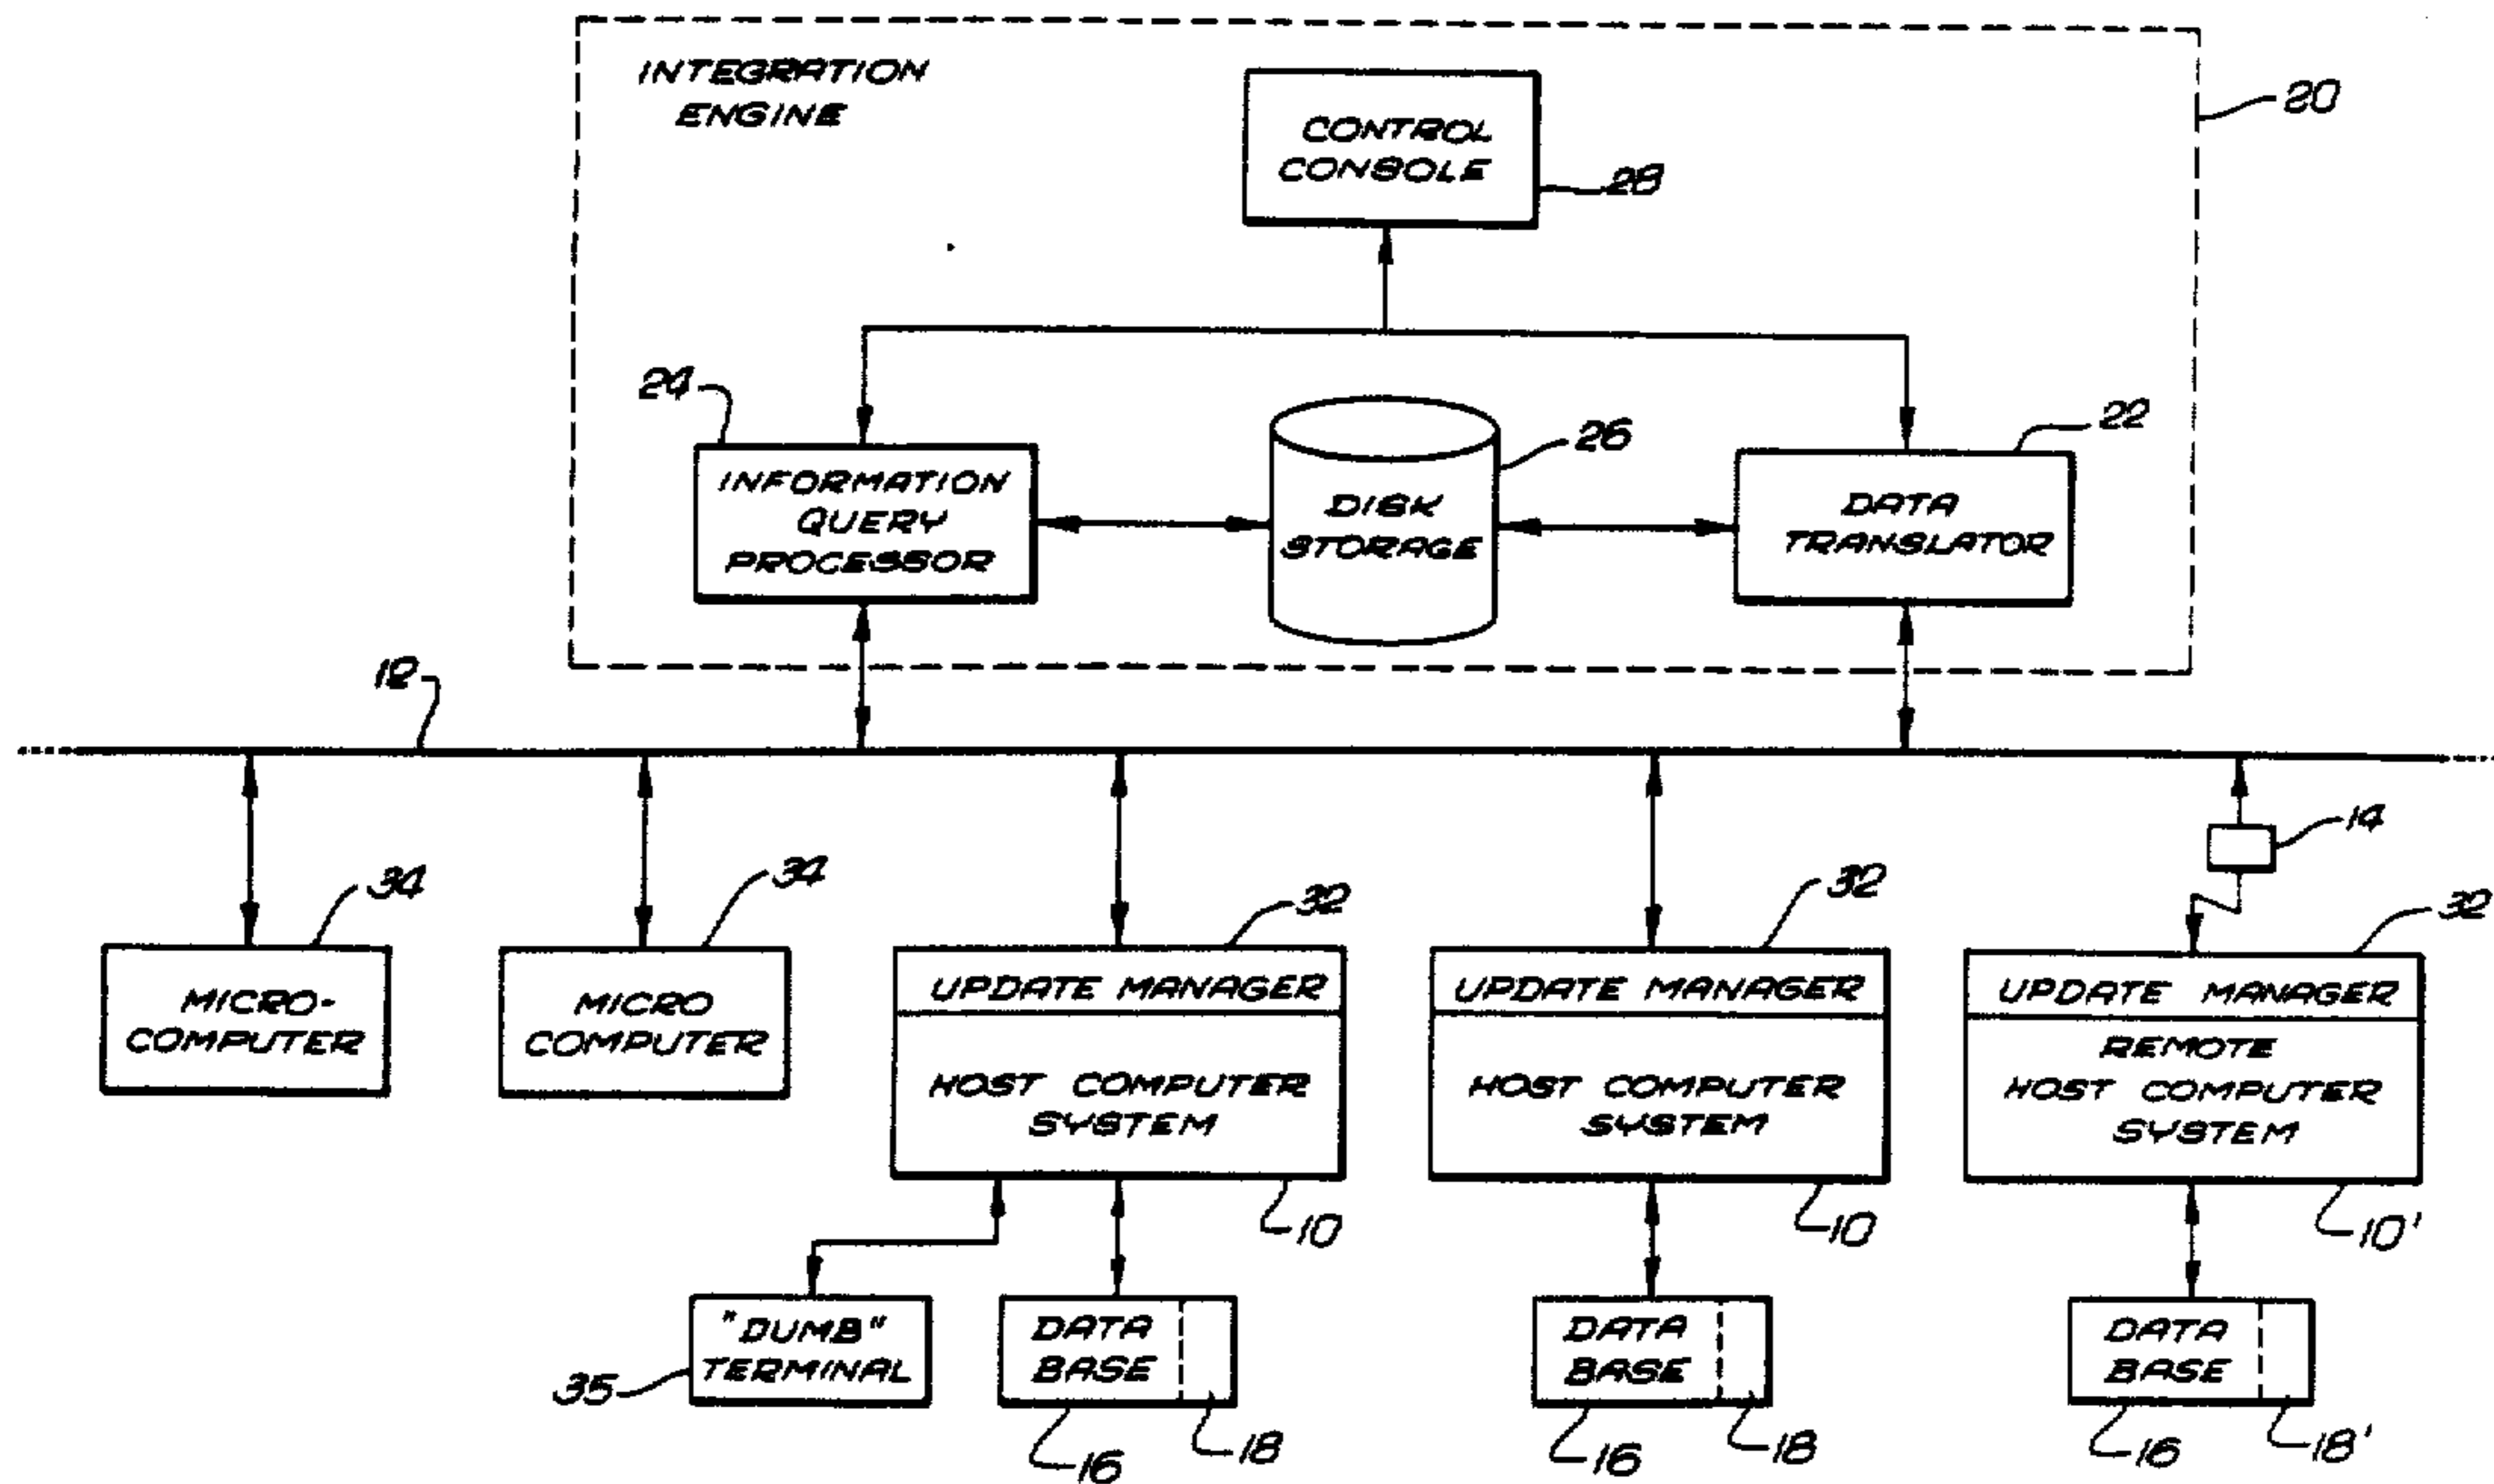 INTEGRATION
ENGINE
20
CONTROL
CONSOLE
28
24
26
22
INFORMATION
QUERY
PROCESSOR
DISK
STORAGE
DATA
TRANSLATOR
12
14
34
34
32
32
32
MICRO-
COMPUTER
MICRO
COMPUTER
UPDATE MANAGER
HOST COMPUTER
SYSTEM
UPDATE MANAGER
HOST COMPUTER
SYSTEM
UPDATE MANAGER
REMOTE
HOST COMPUTER
SYSTEM
10
10
10'
"DUMB"
TERMINAL
35
DATA
BASE
DATA
BASE
DATA
BASE
16
18
16
18
16
18'